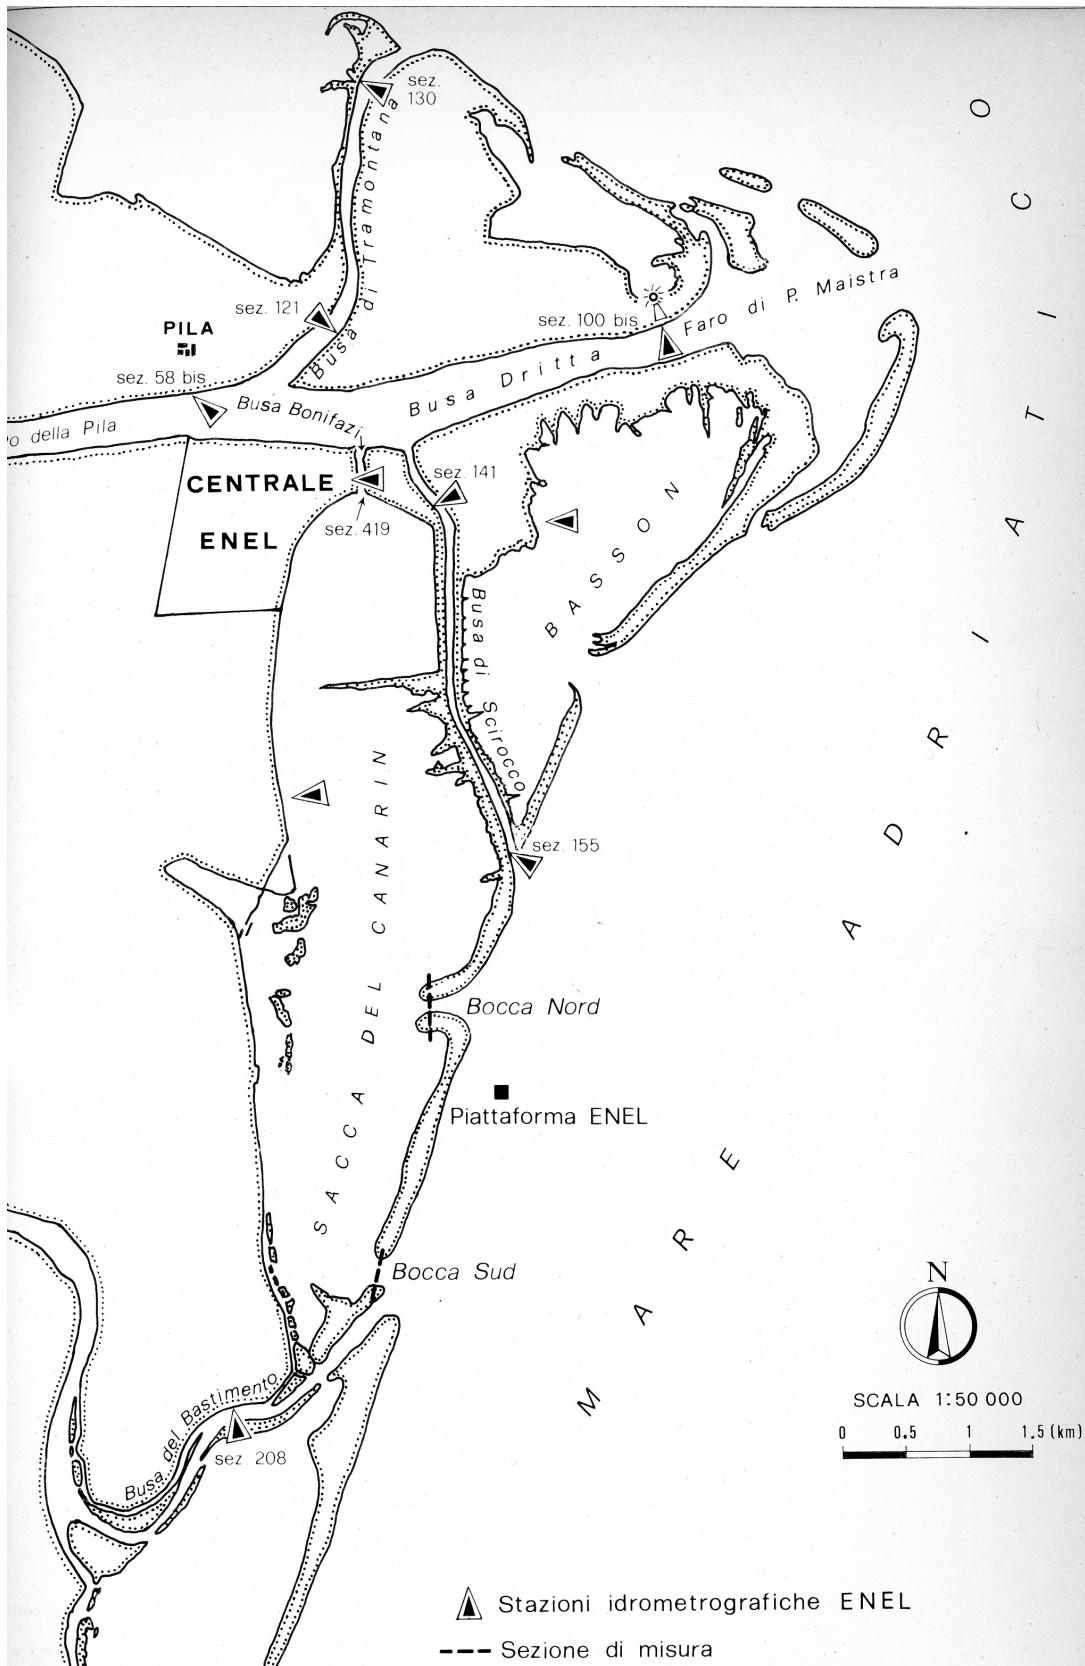 sez.
130
Busa di Tramontana
sez. 121
PILA
sez. 58 bis
sez. 100 bis
Faro di P. Maistra
Busa Dritta
Busa Bonifazi
della Pila
CENTRALE
ENEL
sez. 419
sez. 141
BASSON
Busa di Scirocco
sez. 155
SACCA DEL CANARIN
Bocca Nord
Piattaforma ENEL
Bocca Sud
MARE ADRIATICO
Busa del Bastimento
sez. 208
N
SCALA 1:50 000
0 0.5 1 1.5 (km)
Stazioni idrometrografiche ENEL
Sezione di misura